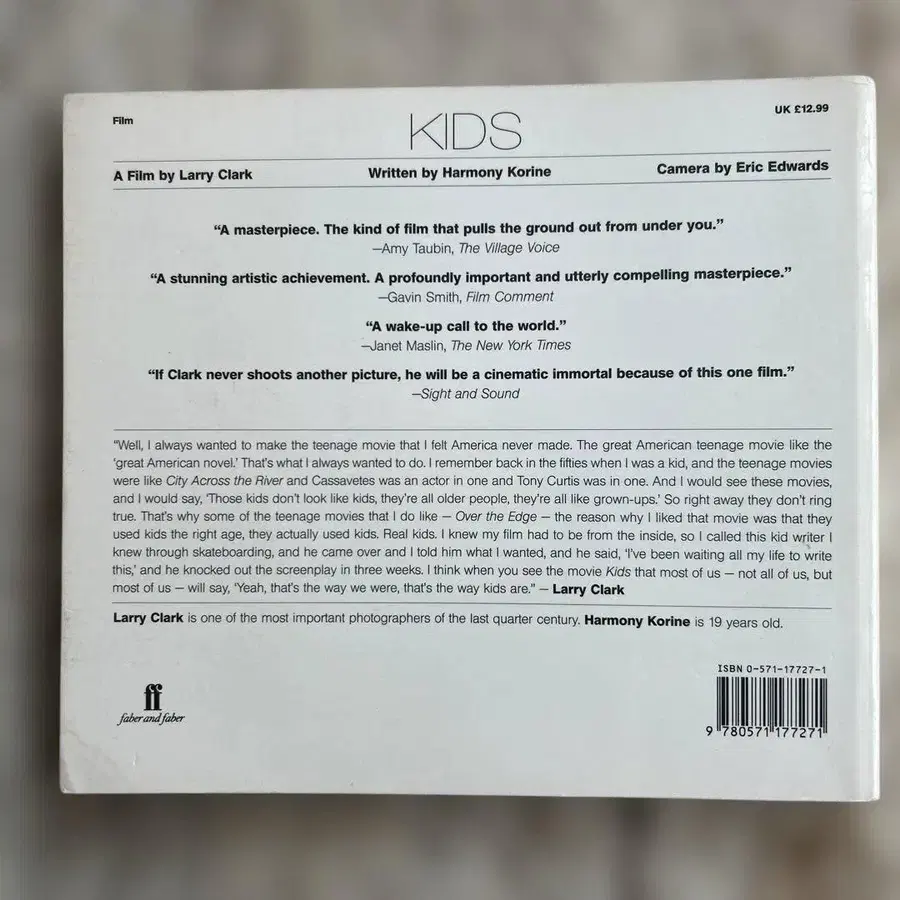 Film
KIDS
UK £12.99
A Film by Larry Clark
Written by Harmony Korine
Camera by Eric Edwards
“A masterpiece. The kind of film that pulls the ground out from under you.”
—Amy Taubin, The Village Voice
“A stunning artistic achievement. A profoundly important and utterly compelling masterpiece.”
—Gavin Smith, Film Comment
“A wake-up call to the world.”
—Janet Maslin, The New York Times
“If Clark never shoots another picture, he will be a cinematic immortal because of this one film.”
—Sight and Sound
“Well, I always wanted to make the teenage movie that I felt America never made. The great American teenage movie like the
‘great American novel.’ That’s what I always wanted to do. I remember back in the fifties when I was a kid, and the teenage movies
were like City Across the River and Cassavetes was an actor in one and Tony Curtis was in one. And I would see these movies,
and I would say, ‘Those kids don’t look like kids, they’re all older people, they’re all like grown-ups.’ So right away they don’t ring
true. That’s why some of the teenage movies that I do like — Over the Edge — the reason why I liked that movie was that they
used kids the right age, they actually used kids. Real kids. I knew my film had to be from the inside, so I called this kid writer I
knew through skateboarding, and he came over and I told him what I wanted, and he said, ‘I’ve been waiting all my life to write
this,’ and he knocked out the screenplay in three weeks. I think when you see the movie Kids that most of us — not all of us, but
most of us — will say, ‘Yeah, that’s the way we were, that’s the way kids are.” — Larry Clark
Larry Clark is one of the most important photographers of the last quarter century. Harmony Korine is 19 years old.
ff
faber and faber
ISBN 0-571-17727-1
9 780571 177271